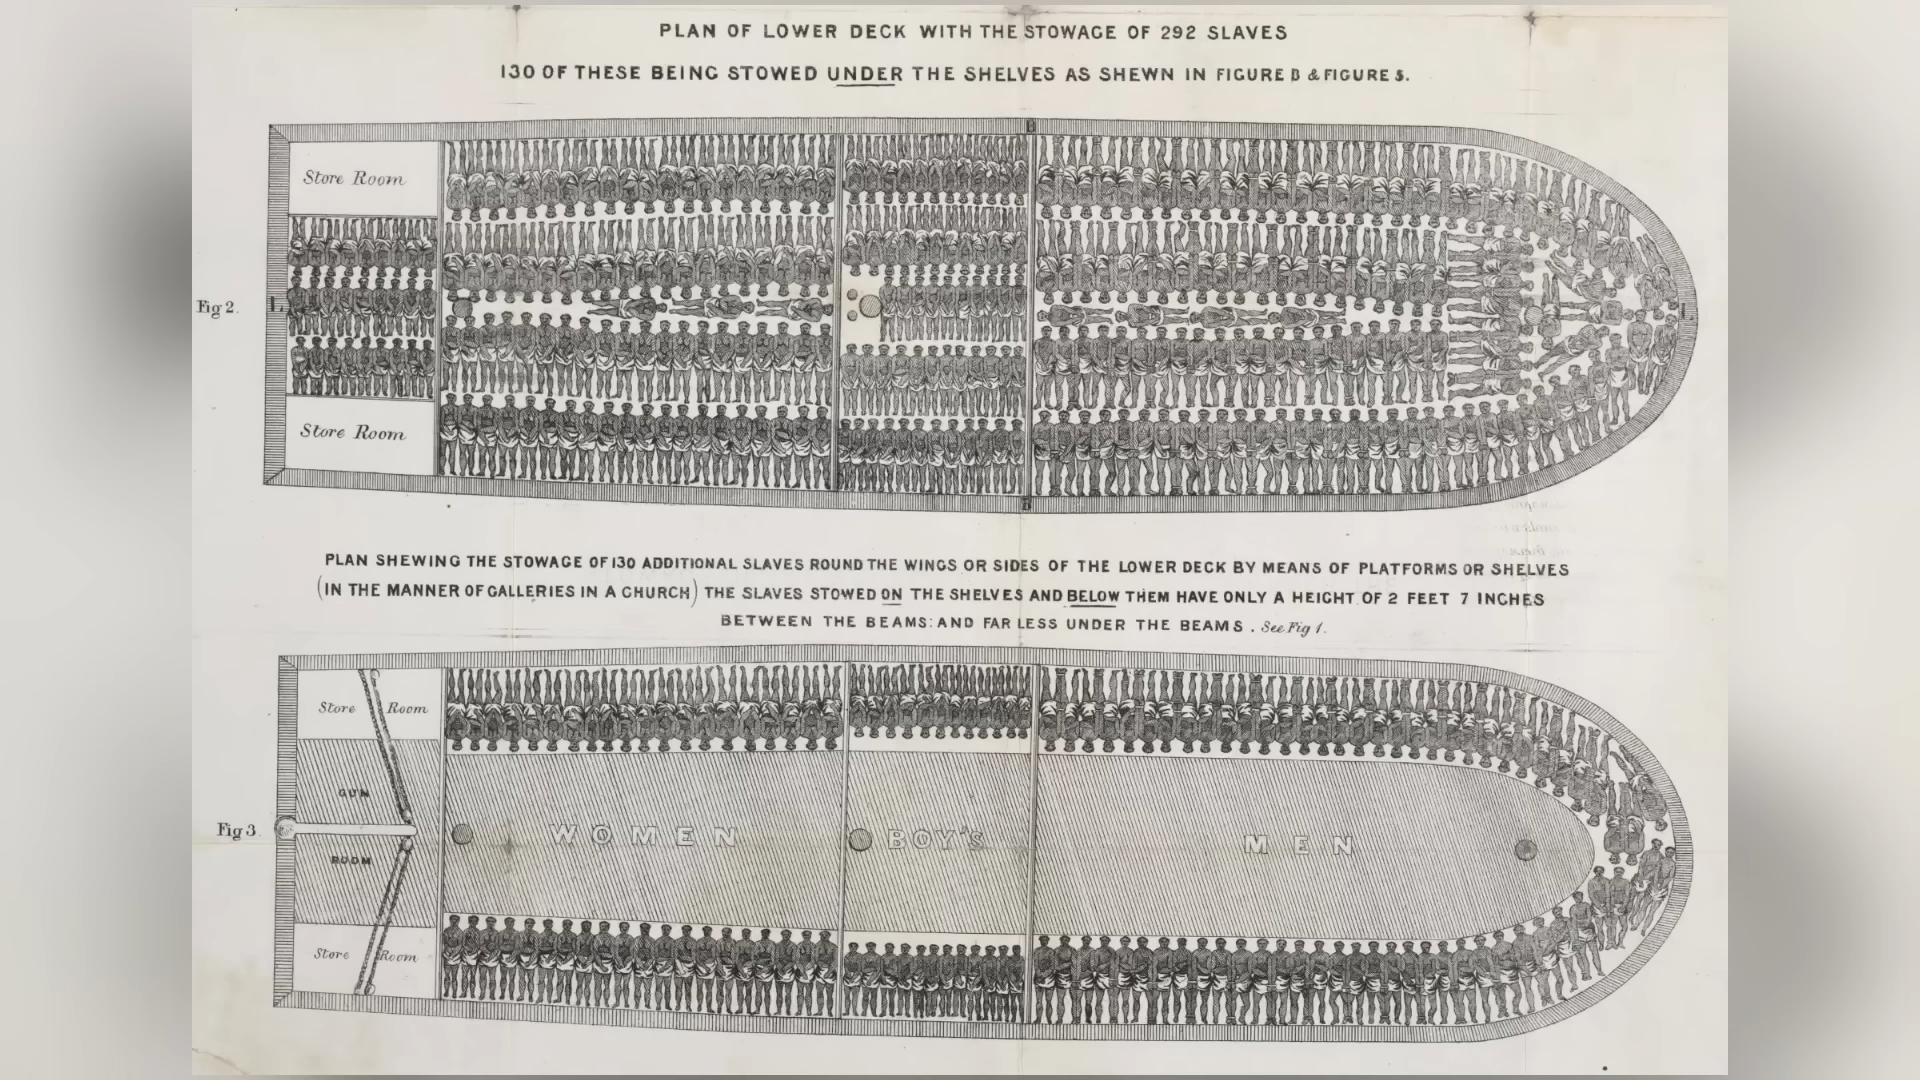 PLAN OF LOWER DECK WITH THE STOWAGE OF 292 SLAVES
130 OF THESE BEING STOWED UNDER THE SHELVES AS SHEWN IN FIGURE B & FIGURE 5.
B
Store Room
Fig 2.
Store Room
PLAN SHEWING THE STOWAGE OF 130 ADDITIONAL SLAVES ROUND THE WINGS OR SIDES OF THE LOWER DECK BY MEANS OF PLATFORMS OR SHELVES
(IN THE MANNER OF GALLERIES IN A CHURCH) THE SLAVES STOWED ON THE SHELVES AND BELOW THEM HAVE ONLY A HEIGHT OF 2 FEET 7 INCHES
BETWEEN THE BEAMS: AND FAR LESS UNDER THE BEAMS. See Fig 1.
Store Room
GUN
Fig 3.
WOMEN BOY'S MEN
ROOM
Store Room